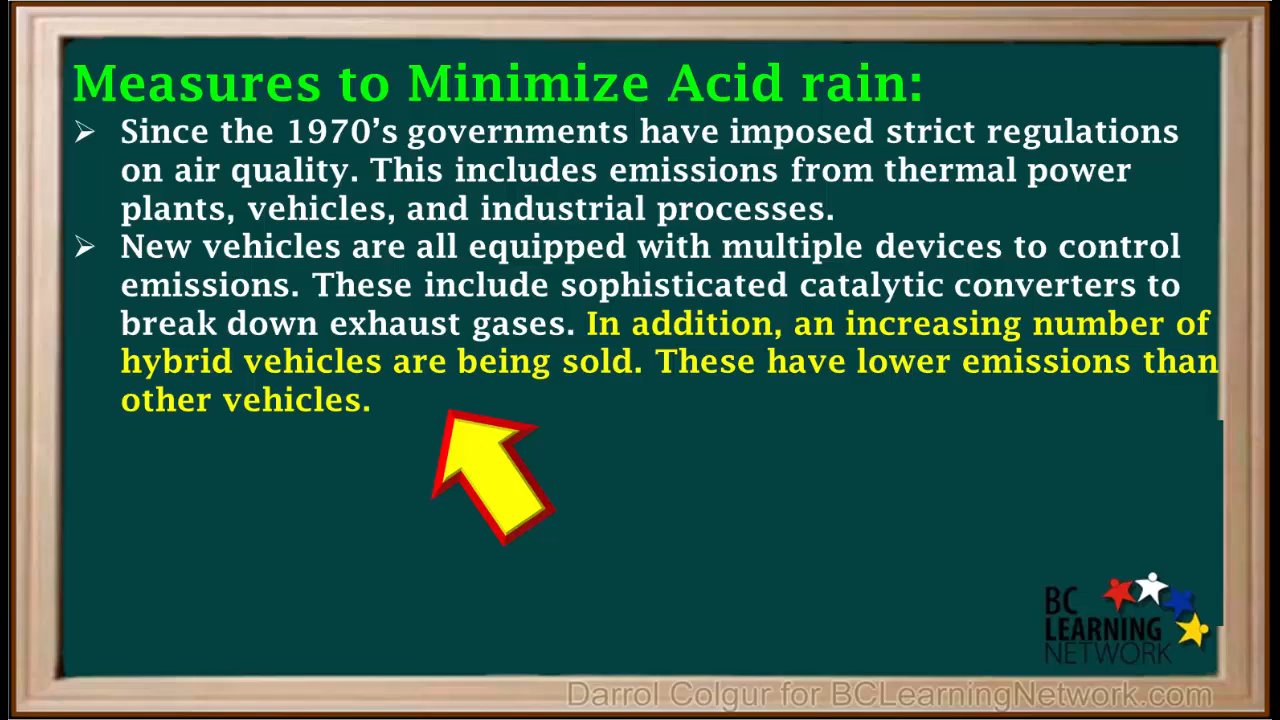 Measures to Minimize Acid rain:
➢ Since the 1970's governments have imposed strict regulations
on air quality. This includes emissions from thermal power
plants, vehicles, and industrial processes.
➢ New vehicles are all equipped with multiple devices to control
emissions. These include sophisticated catalytic converters to
break down exhaust gases. In addition, an increasing number of
hybrid vehicles are being sold. These have lower emissions than
other vehicles.
BC
LEARNING
NETWORK
Darrol Colgur for BCLearningNetwork.com